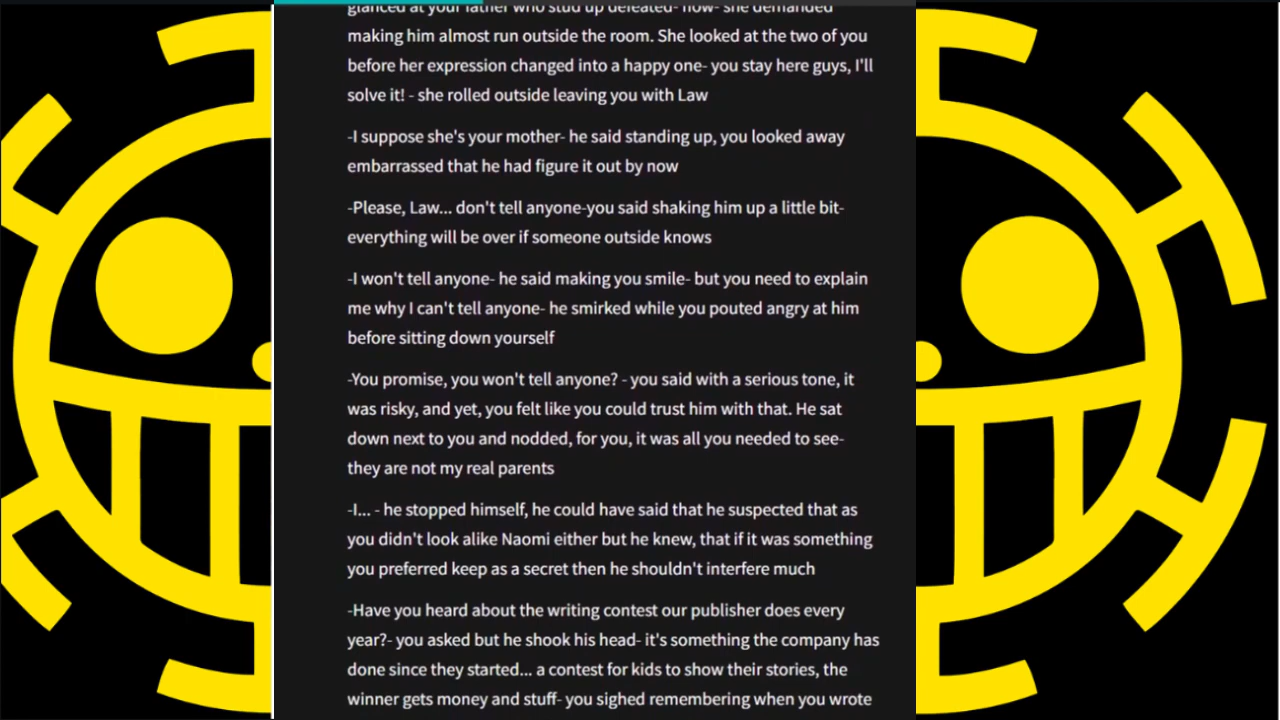 glanced at your father who stud up defeated- now- she demanded
making him almost run outside the room. She looked at the two of you
before her expression changed into a happy one- you stay here guys, I'll
solve it! - she rolled outside leaving you with Law
-I suppose she's your mother- he said standing up, you looked away
embarrassed that he had figure it out by now
-Please, Law... don't tell anyone-you said shaking him up a little bit-
everything will be over if someone outside knows
-I won't tell anyone- he said making you smile- but you need to explain
me why I can't tell anyone- he smirked while you pouted angry at him
before sitting down yourself
-You promise, you won't tell anyone? - you said with a serious tone, it
was risky, and yet, you felt like you could trust him with that. He sat
down next to you and nodded, for you, it was all you needed to see-
they are not my real parents
-I... - he stopped himself, he could have said that he suspected that as
you didn't look alike Naomi either but he knew, that if it was something
you preferred keep as a secret then he shouldn't interfere much
-Have you heard about the writing contest our publisher does every
year?- you asked but he shook his head- it's something the company has
done since they started... a contest for kids to show their stories, the
winner gets money and stuff- you sighed remembering when you wrote